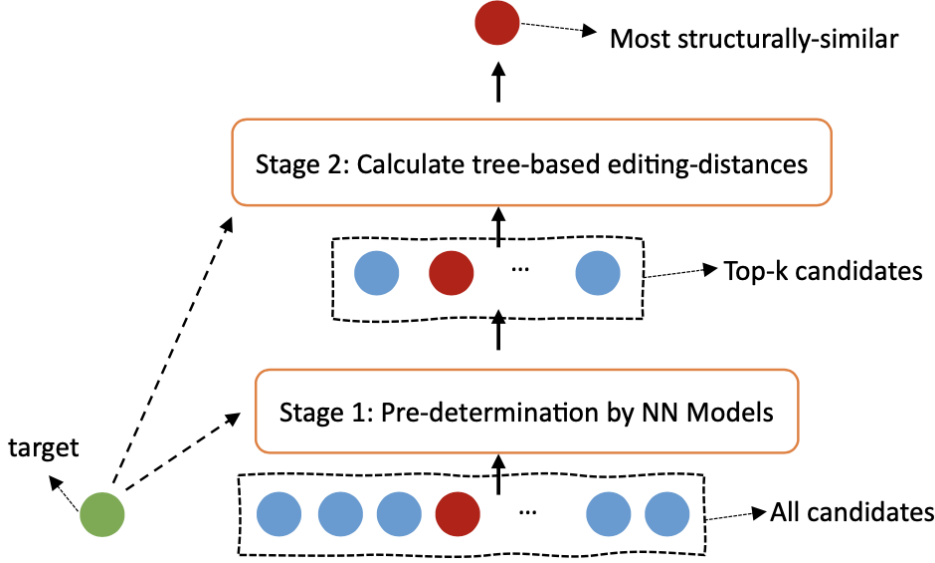 Most structurally-similar
Stage 2: Calculate tree-based editing-distances
...
Top-k candidates
Stage 1: Pre-determination by NN Models
target
...
All candidates